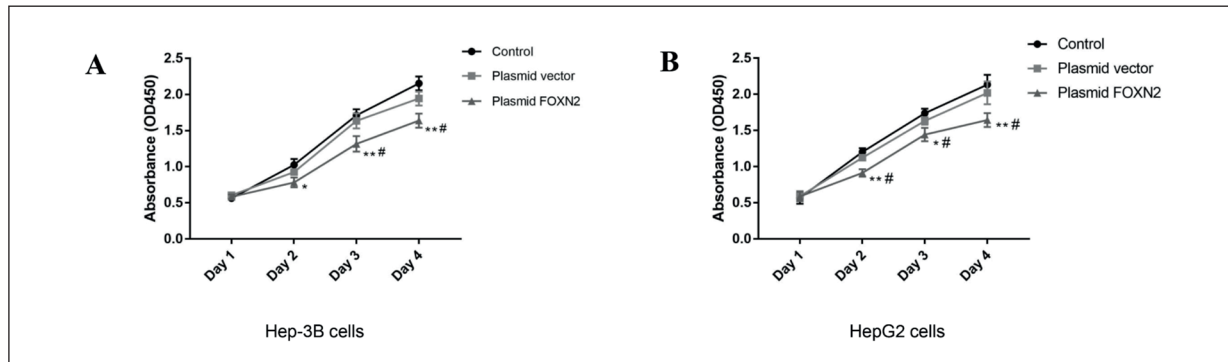 A
Control
Plasmid vector
Plasmid FOXN2
Absorbance (OD450)
2.5
2.0
1.5
1.0
0.5
0.0
*
**#
**#
Day 1
Day 2
Day 3
Day 4
Hep-3B cells
B
Control
Plasmid vector
Plasmid FOXN2
Absorbance (OD450)
2.5
2.0
1.5
1.0
0.5
0.0
**#
*#
**#
Day 1
Day 2
Day 3
Day 4
HepG2 cells